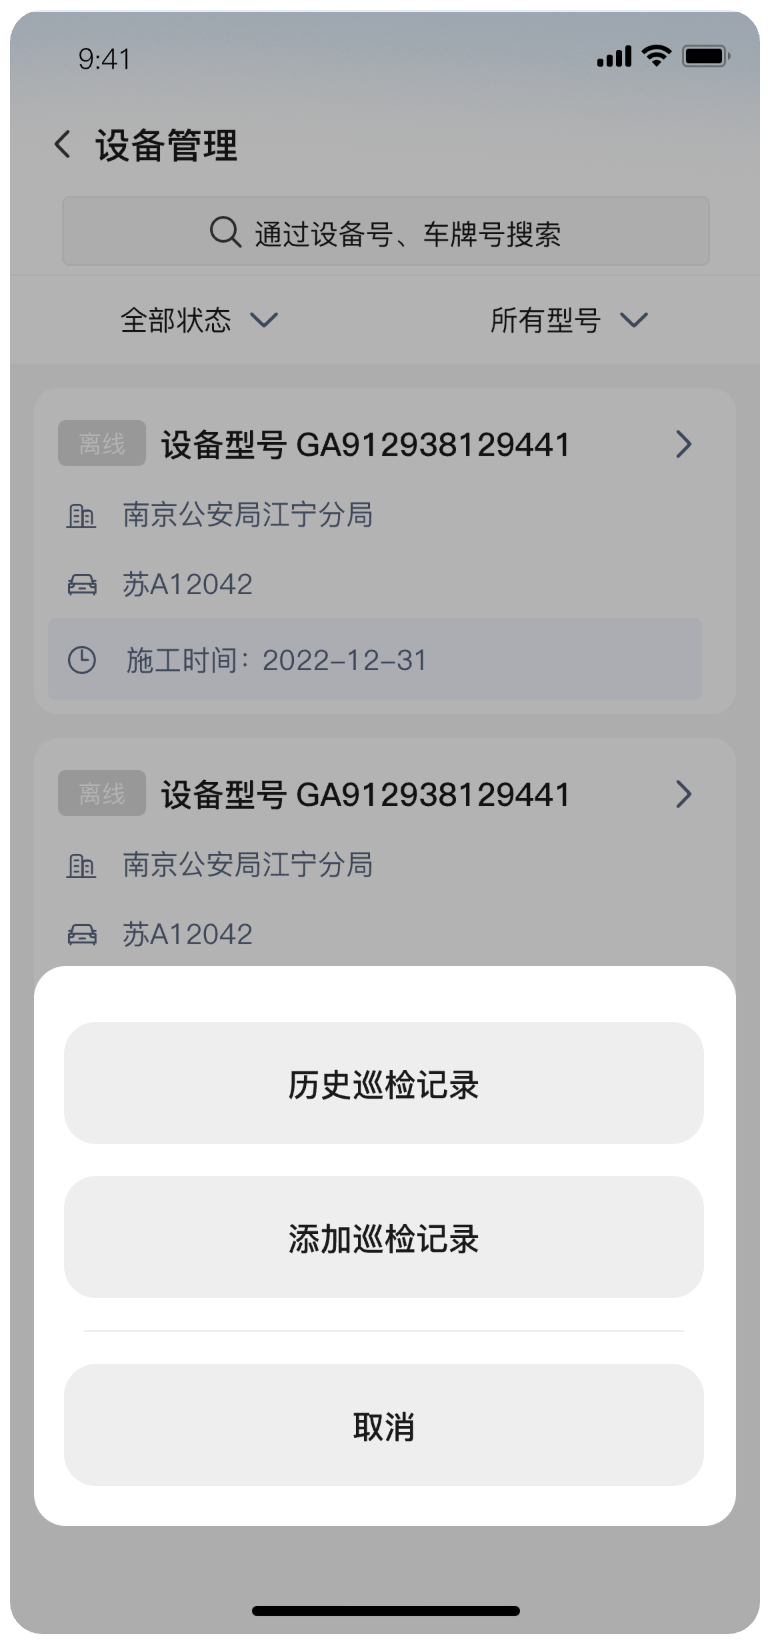 9:41
设备管理
通过设备号、车牌号搜索
全部状态 所有型号
离线 设备型号 GA912938129441
南京公安局江宁分局
苏A12042
施工时间：2022–12–31
离线 设备型号 GA912938129441
南京公安局江宁分局
苏A12042
历史巡检记录
添加巡检记录
取消